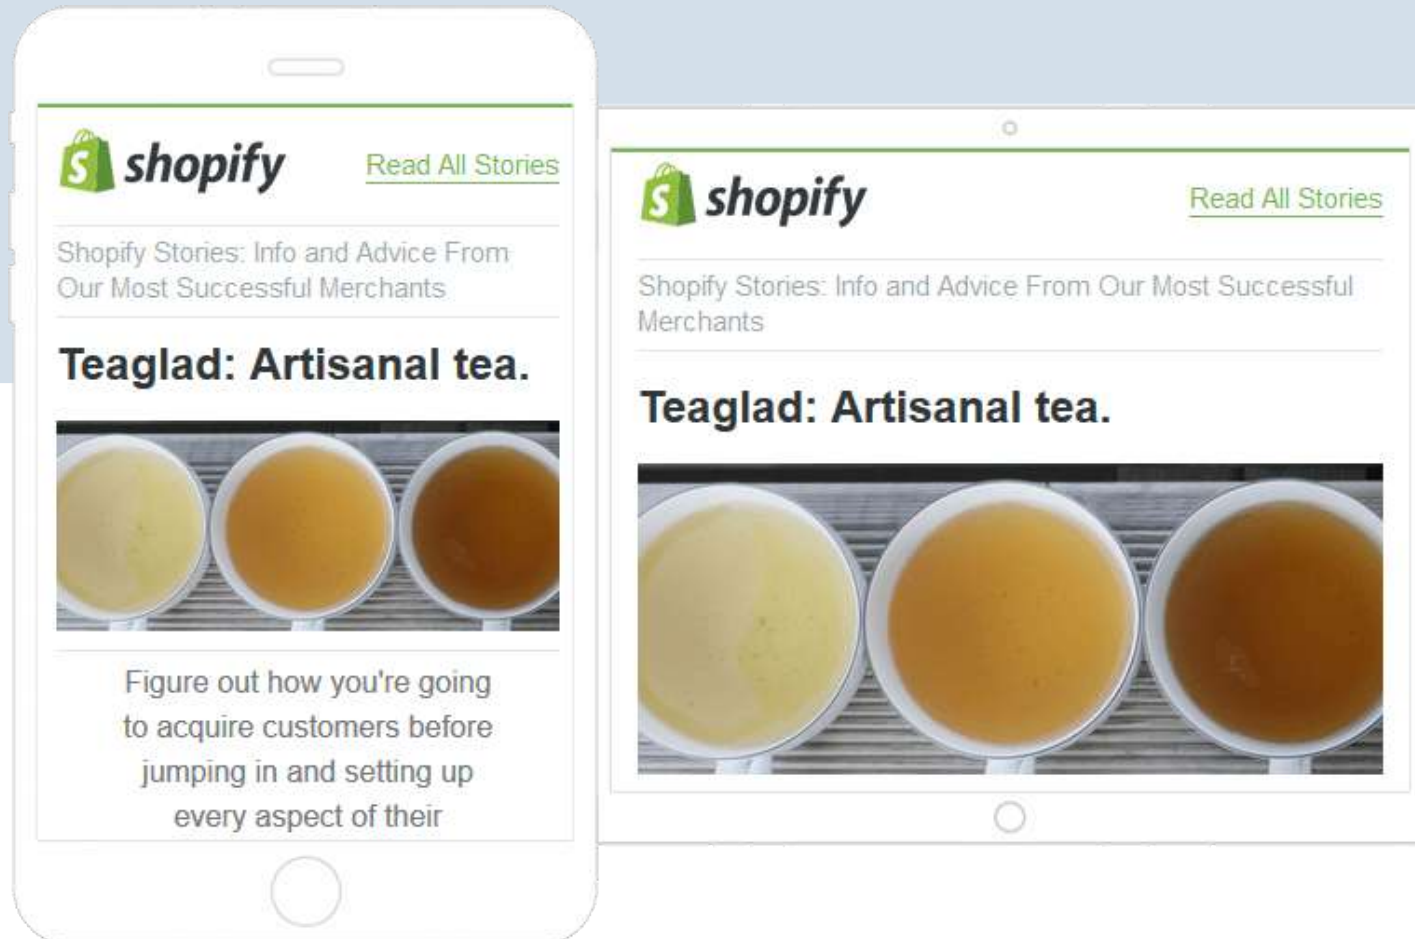 shopify
Read All Stories
Shopify Stories: Info and Advice From
Our Most Successful Merchants
Teaglad: Artisanal tea.
Figure out how you're going
to acquire customers before
jumping in and setting up
every aspect of their
shopify
Read All Stories
Shopify Stories: Info and Advice From Our Most Successful
Merchants
Teaglad: Artisanal tea.